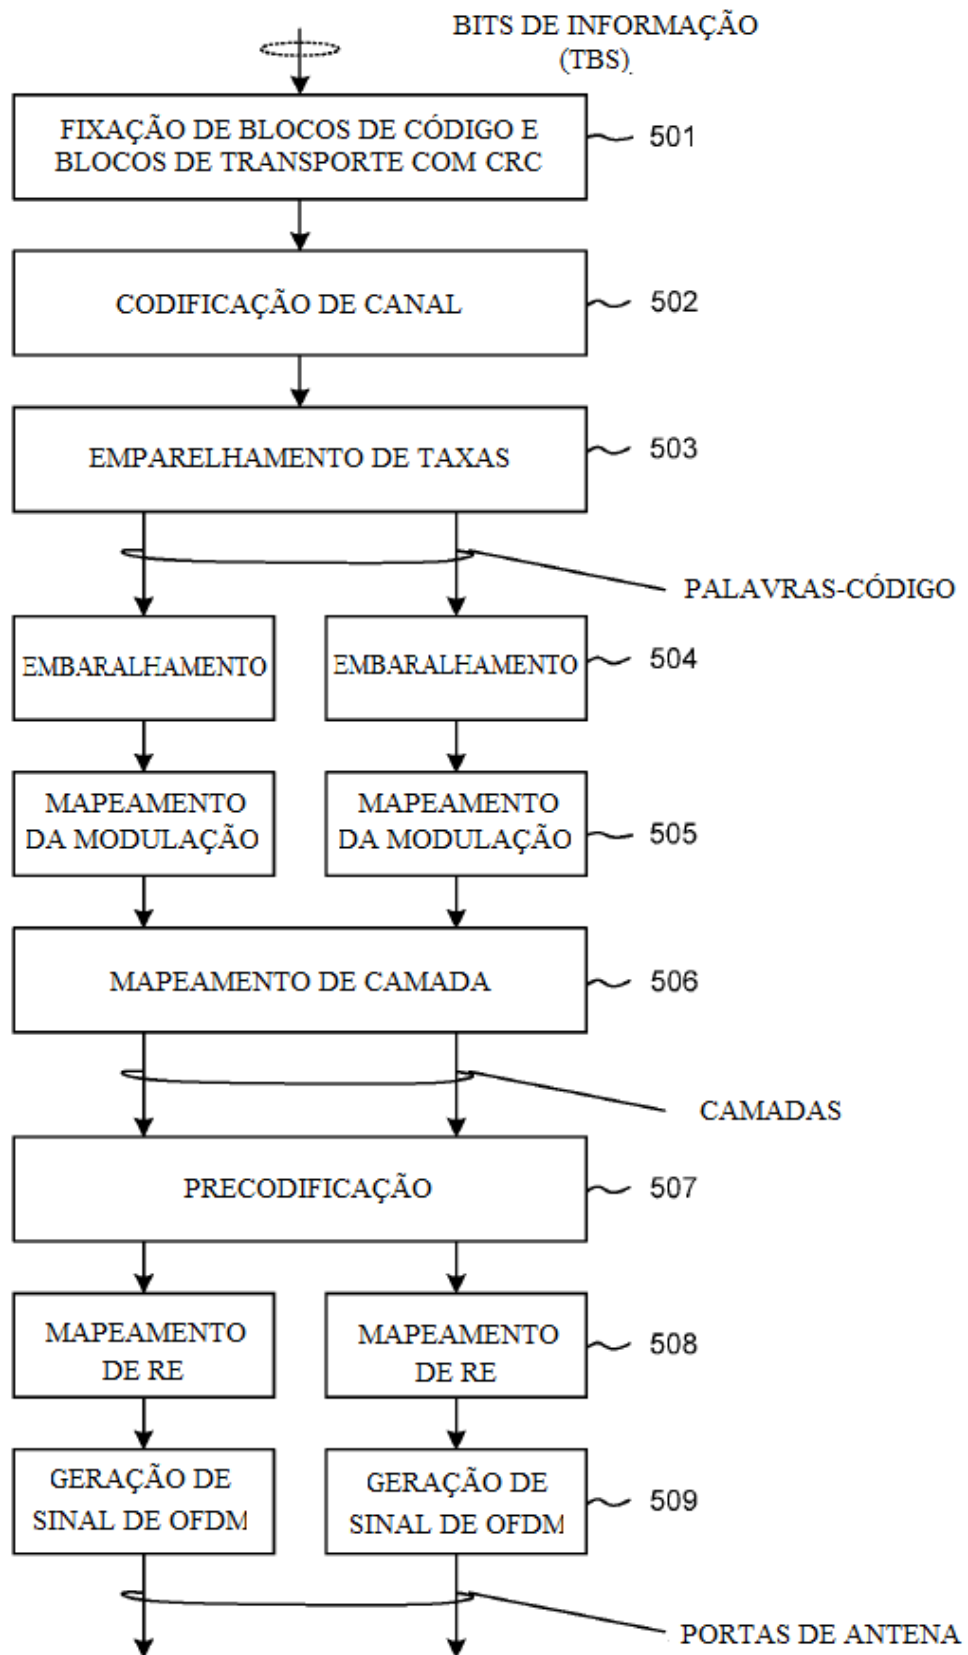 BITS DE INFORMAÇÃO
(TBS)
FIXAÇÃO DE BLOCOS DE CÓDIGO E
BLOCOS DE TRANSPORTE COM CRC
501
CODIFICAÇÃO DE CANAL
502
EMPARELHAMENTO DE TAXAS
503
PALAVRAS-CÓDIGO
EMBARALHAMENTO
EMBARALHAMENTO
504
MAPEAMENTO
DA MODULAÇÃO
MAPEAMENTO
DA MODULAÇÃO
505
MAPEAMENTO DE CAMADA
506
CAMADAS
PRECODIFICAÇÃO
507
MAPEAMENTO
DE RE
MAPEAMENTO
DE RE
508
GERAÇÃO DE
SINAL DE OFDM
GERAÇÃO DE
SINAL DE OFDM
509
PORTAS DE ANTENA